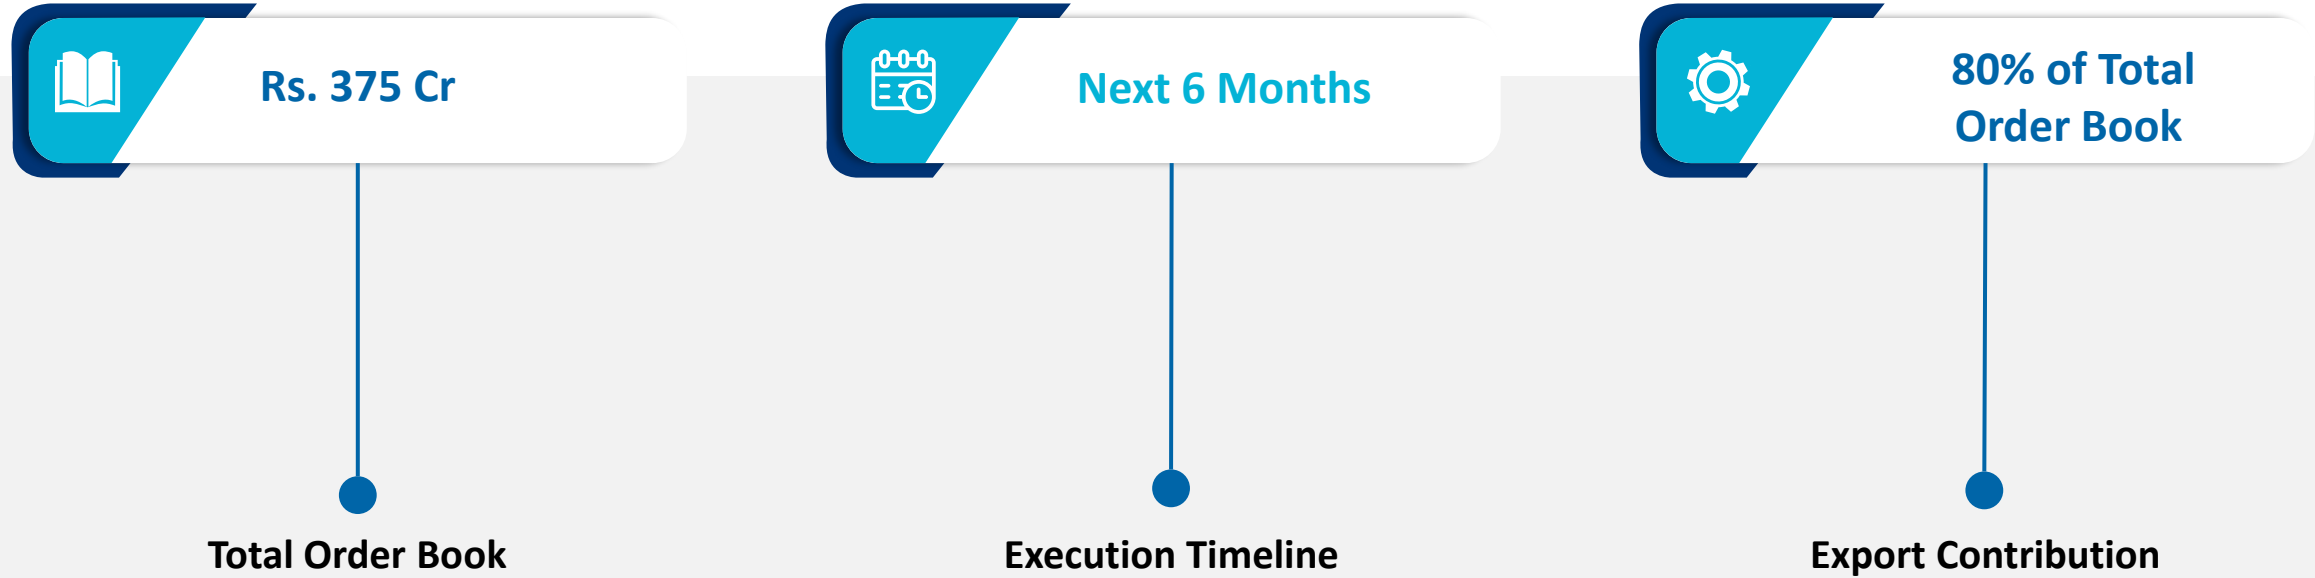 Rs. 375 Cr
Total Order Book
Next 6 Months
Execution Timeline
80% of Total
Order Book
Export Contribution